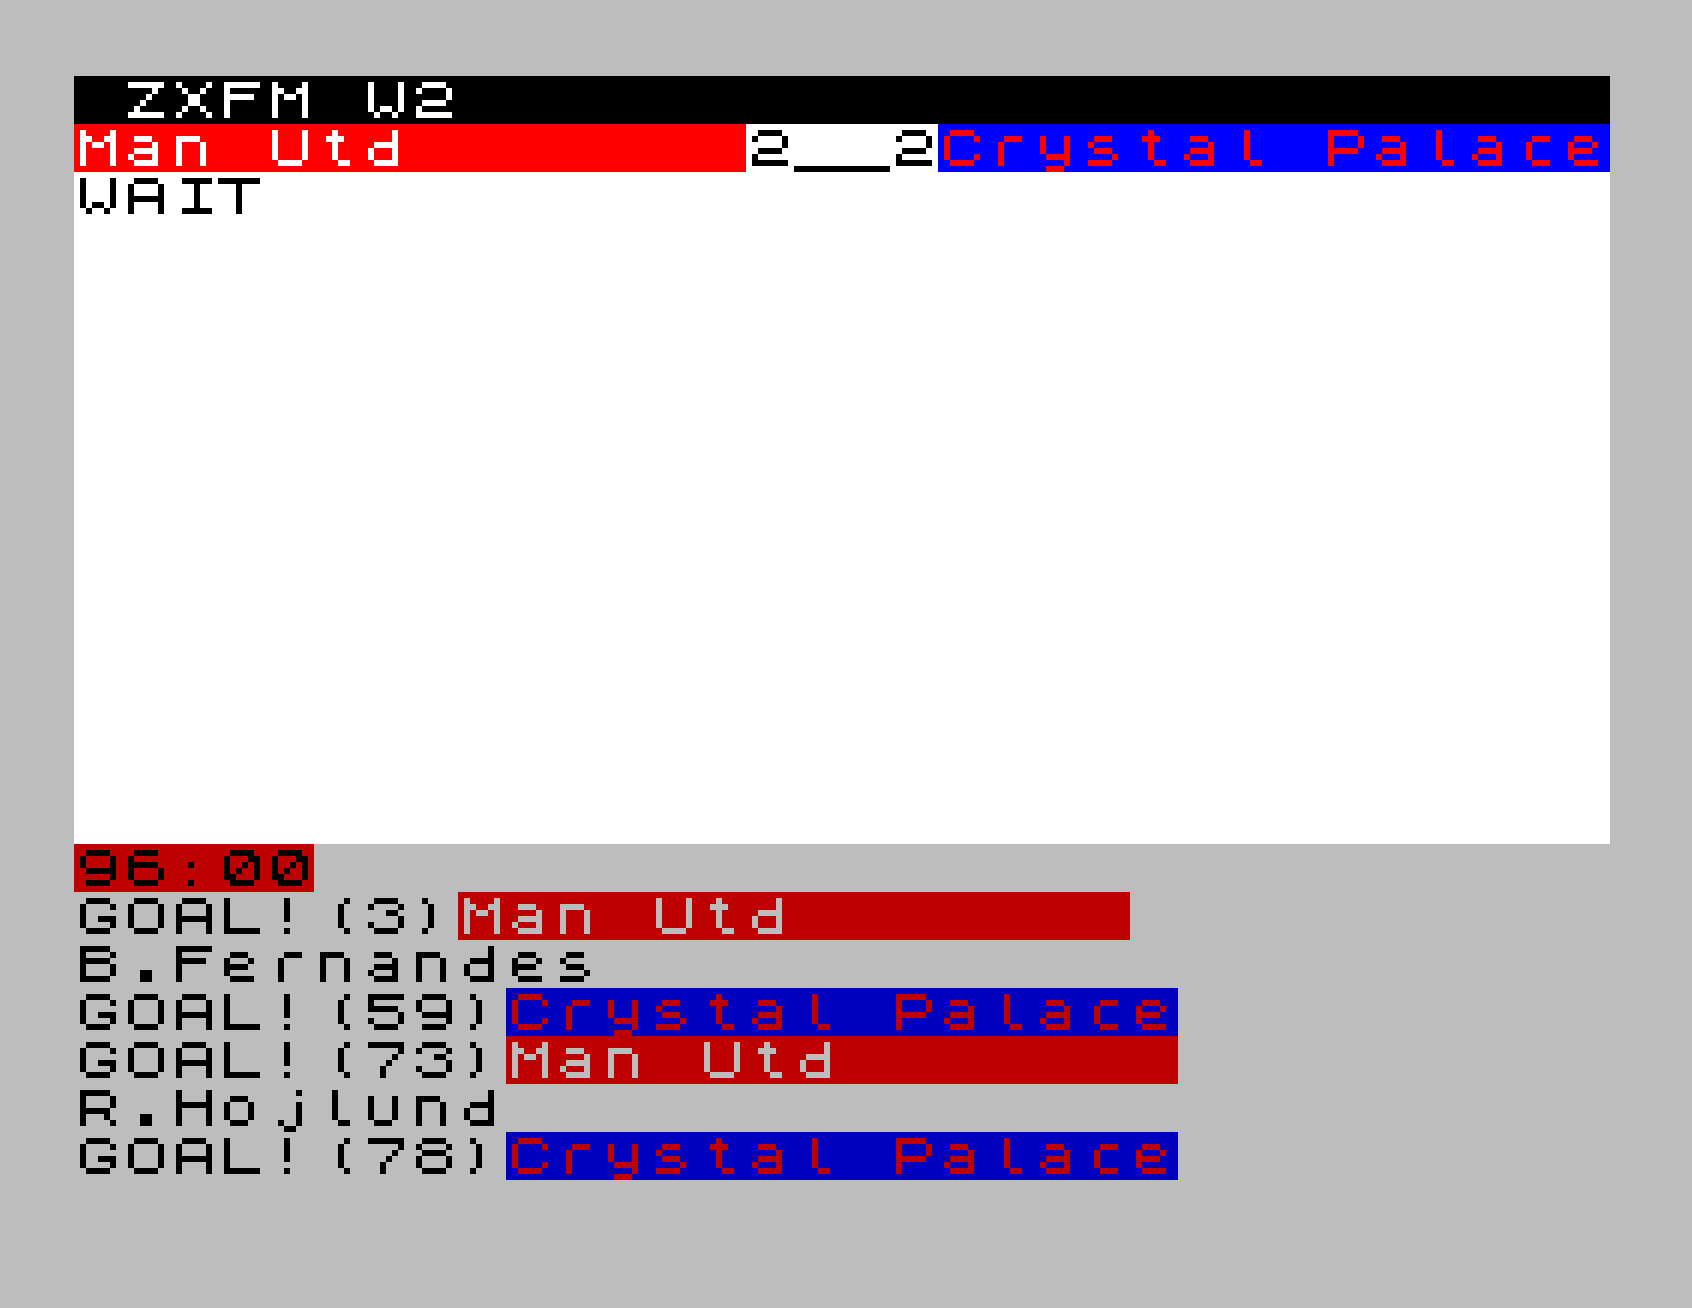 ZXFM W2
Man Utd 2__2 Crystal Palace
WAIT
96:00
GOAL!(3)Man Utd
B.Fernandes
GOAL!(59)Crystal Palace
GOAL!(73)Man Utd
R.Hojlund
GOAL!(78)Crystal Palace